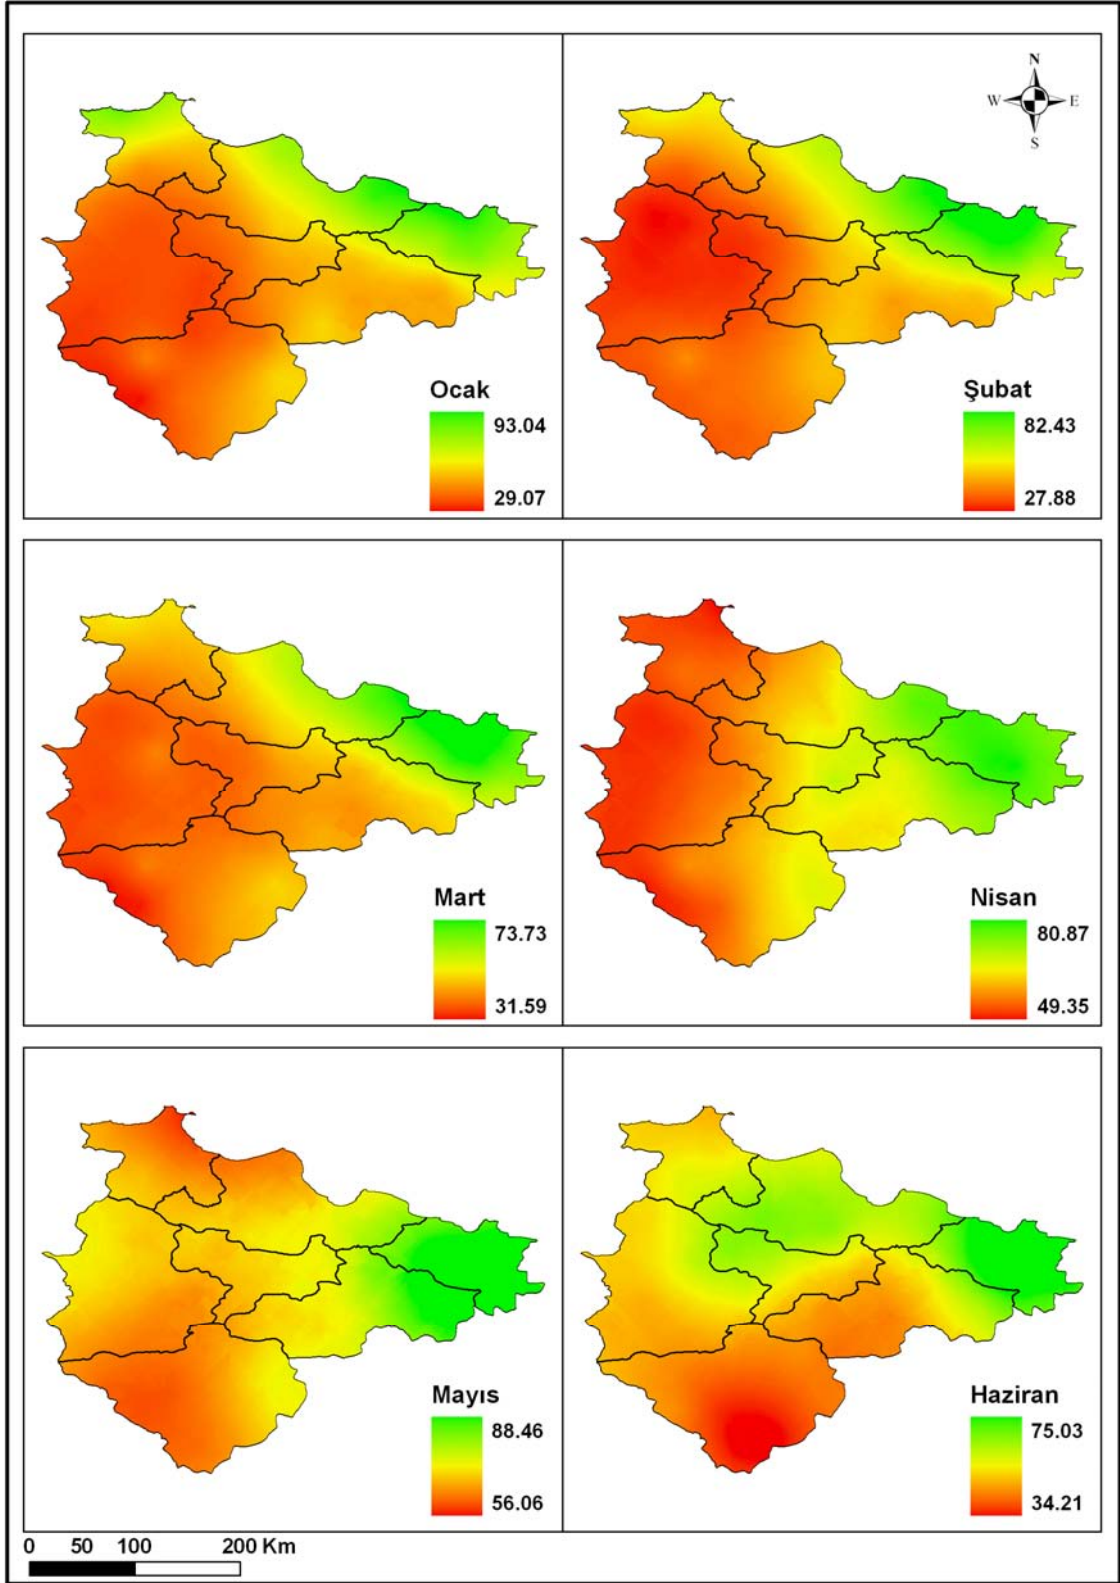 N
W E
S
Ocak
93.04
29.07
Şubat
82.43
27.88
Mart
73.73
31.59
Nisan
80.87
49.35
Mayıs
88.46
56.06
Haziran
75.03
34.21
0 50 100 200 Km